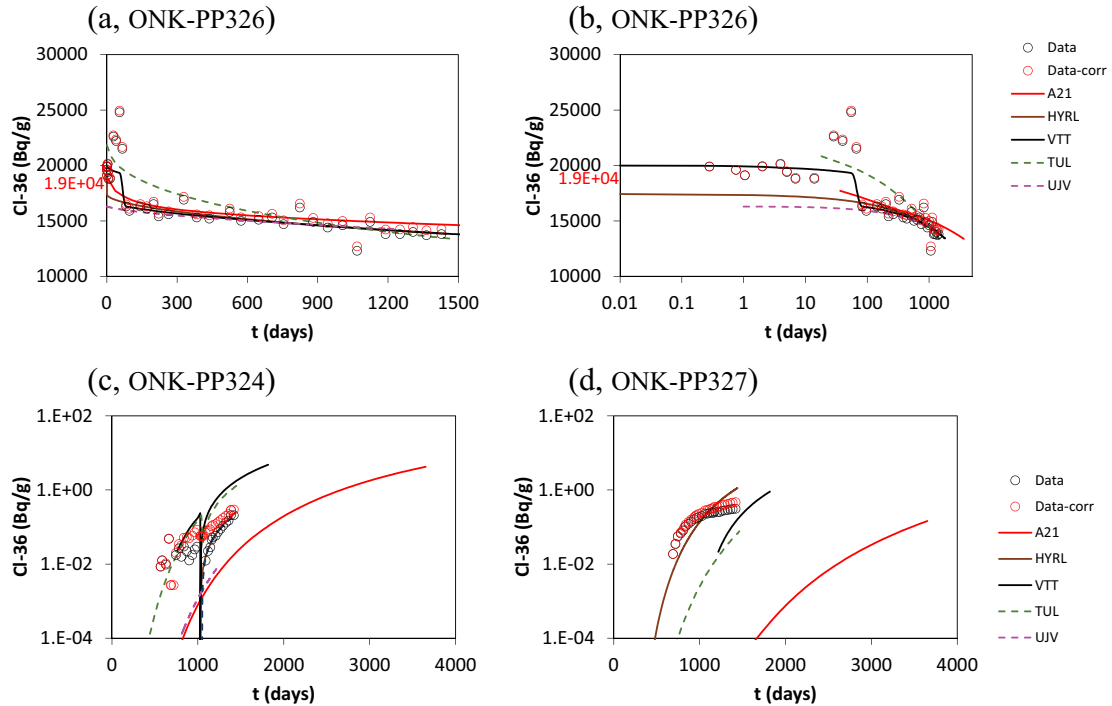 (a, ONK-PP326)
(b, ONK-PP326)
30000
25000
20000
1.9E+04
15000
10000
Cl-36 (Bq/g)
0
300
600
900
1200
1500
t (days)
30000
25000
20000
1.9E+04
15000
10000
Cl-36 (Bq/g)
0.01
0.1
1
10
100
1000
t (days)
Data
Data-corr
A21
HYRL
VTT
TUL
UJV
(c, ONK-PP324)
(d, ONK-PP327)
1.E+02
1.E+00
1.E-02
1.E-04
Cl-36 (Bq/g)
0
1000
2000
3000
4000
t (days)
1.E+02
1.E+00
1.E-02
1.E-04
Cl-36 (Bq/g)
0
1000
2000
3000
4000
t (days)
Data
Data-corr
A21
HYRL
VTT
TUL
UJV